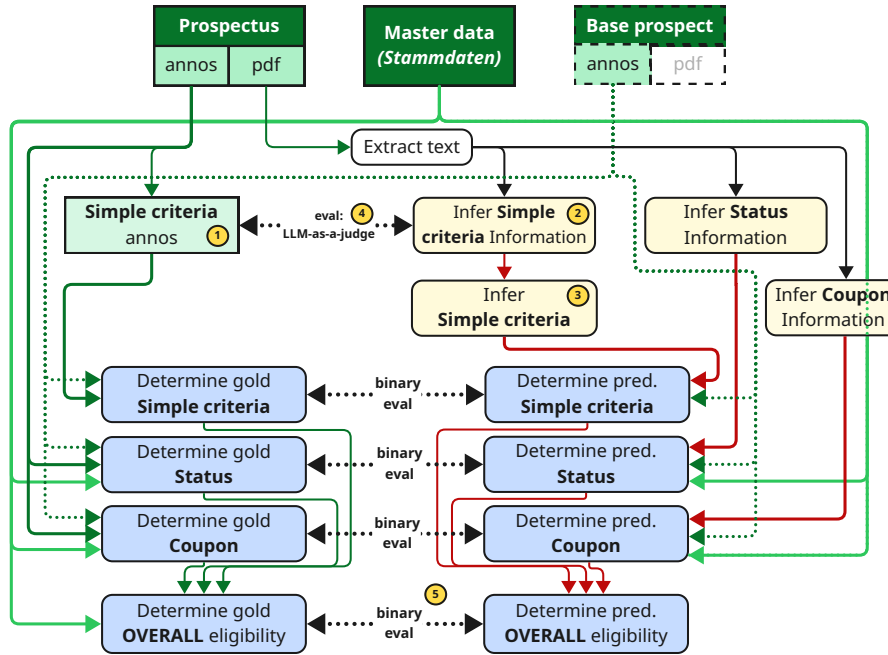 Prospectus
annos
pdf
Master data
(Stammdaten)
Base prospect
annos
pdf
Extract text
Simple criteria
annos
1
eval:
4
LLM-as-a-judge
Infer Simple
2
criteria Information
Infer Status
Information
Infer
3
Simple criteria
Infer Coupon
Information
Determine gold
Simple criteria
binary
eval
Determine pred.
Simple criteria
Determine gold
Status
binary
eval
Determine pred.
Status
Determine gold
Coupon
binary
eval
Determine pred.
Coupon
Determine gold
OVERALL eligibility
5
binary
eval
Determine pred.
OVERALL eligibility